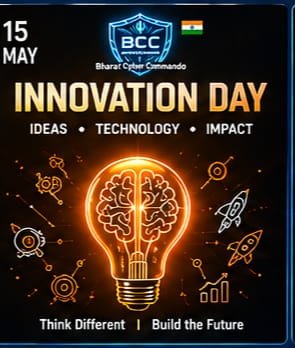 15
MAY
BCC
Bharat Cyber Commando
INNOVATION DAY
IDEAS • TECHNOLOGY • IMPACT
Think Different | Build the Future